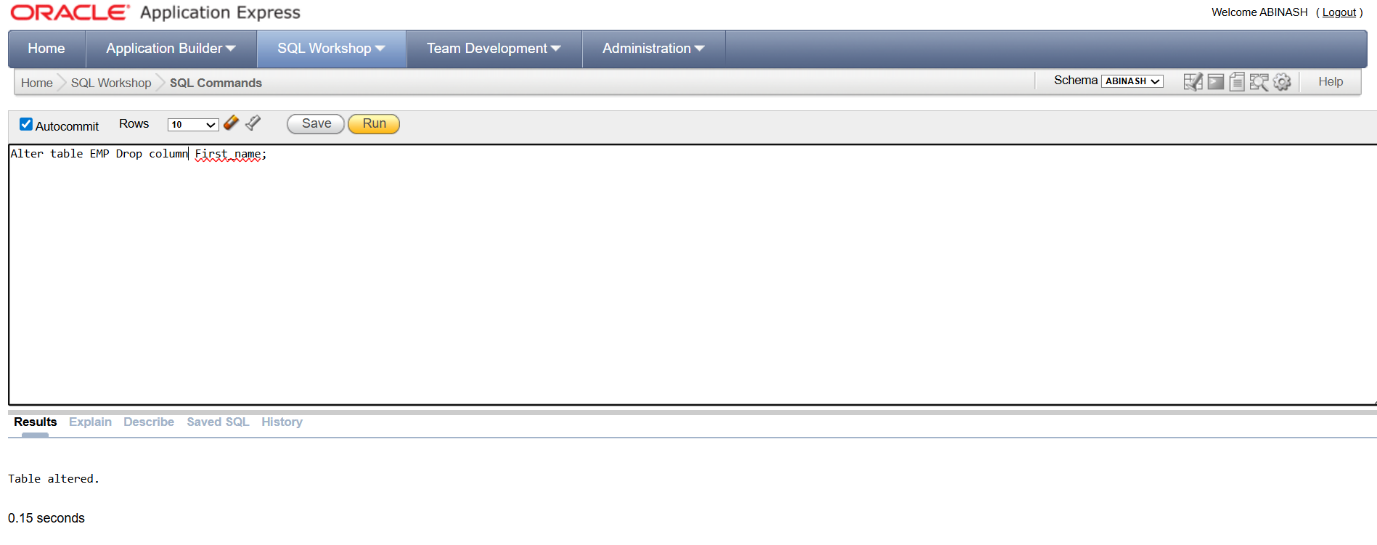 ORACLE Application Express
Welcome ABINASH ( Logout )
Home Application Builder SQL Workshop Team Development Administration
Home SQL Workshop SQL Commands Schema ABINASH Help
Autocommit Rows 10 Save Run
Alter table EMP Drop column First_name;
Results Explain Describe Saved SQL History
Table altered.
0.15 seconds